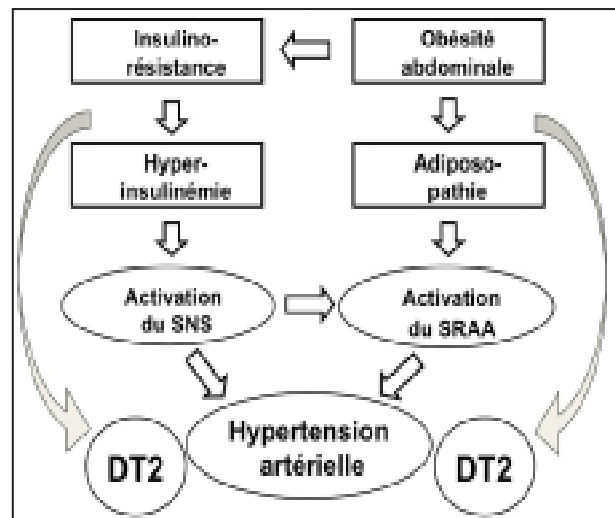 Insulino-
résistance
Obésité
abdominale
Hyper-
insulinémie
Adiposo-
pathie
Activation
du SNS
Activation
du SRAA
Hypertension
artérielle
DT2
DT2